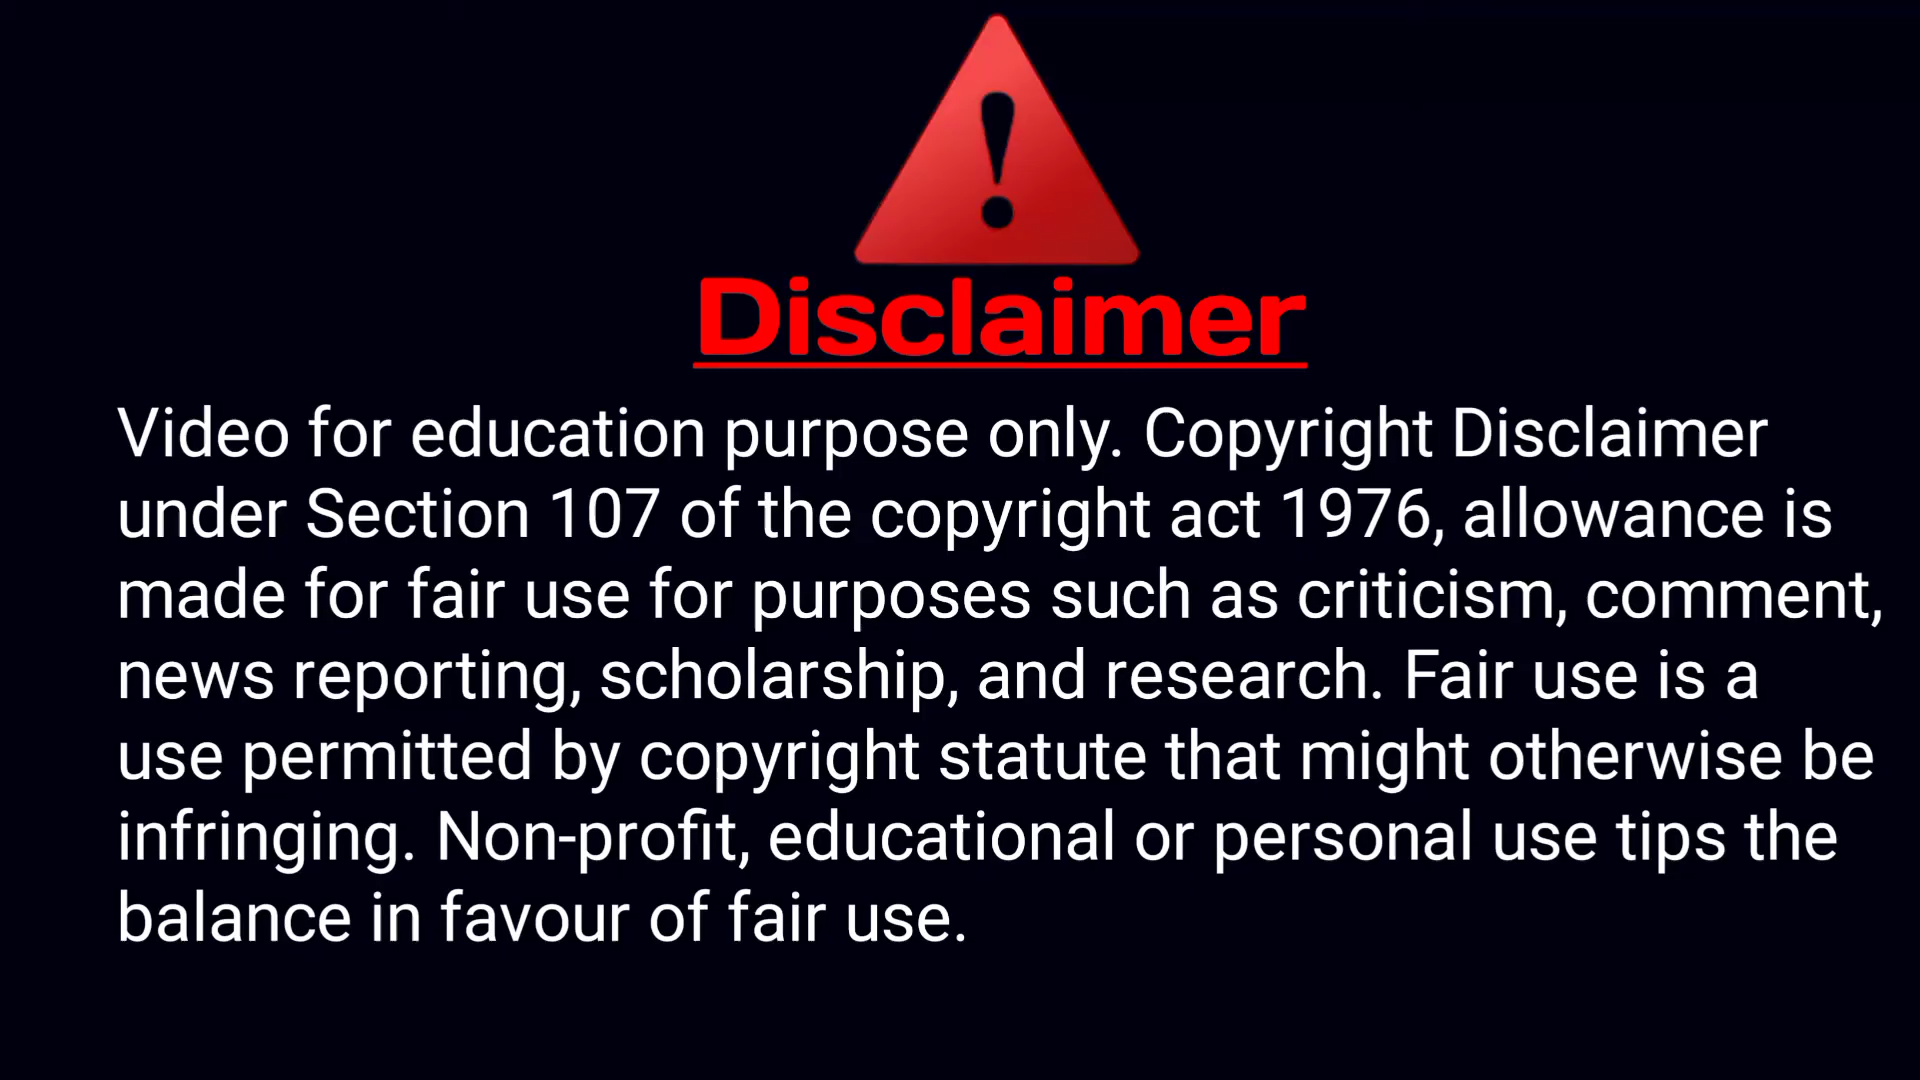 Disclaimer
Video for education purpose only. Copyright Disclaimer
under Section 107 of the copyright act 1976, allowance is
made for fair use for purposes such as criticism, comment,
news reporting, scholarship, and research. Fair use is a
use permitted by copyright statute that might otherwise be
infringing. Non-profit, educational or personal use tips the
balance in favour of fair use.